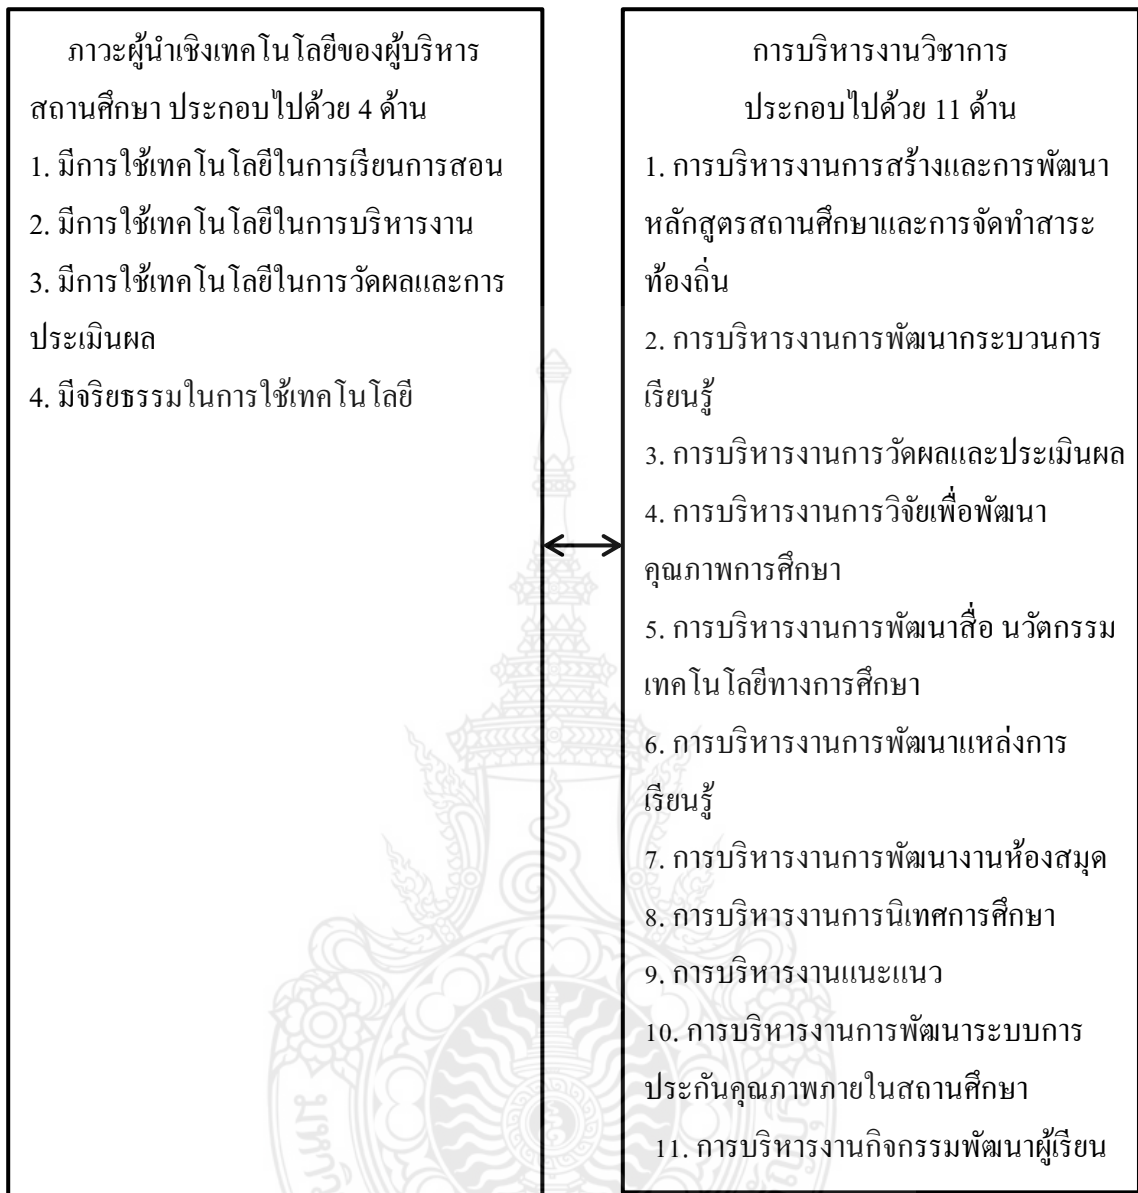 ภาวะผู้นำเชิงเทคโนโลยีของผู้บริหาร
สถานศึกษา ประกอบไปด้วย 4 ด้าน
1. มีการใช้เทคโนโลยีในการเรียนการสอน
2. มีการใช้เทคโนโลยีในการบริหารงาน
3. มีการใช้เทคโนโลยีในการวัดผลและการ
ประเมินผล
4. มีจริยธรรมในการใช้เทคโนโลยี
การบริหารงานวิชาการ
ประกอบไปด้วย 11 ด้าน
1. การบริหารงานการสร้างและการพัฒนา
หลักสูตรสถานศึกษาและการจัดทำสาระ
ท้องถิ่น
2. การบริหารงานการพัฒนากระบวนการ
เรียนรู้
3. การบริหารงานการวัดผลและประเมินผล
4. การบริหารงานการวิจัยเพื่อพัฒนา
คุณภาพการศึกษา
5. การบริหารงานการพัฒนาสื่อ นวัตกรรม
เทคโนโลยีทางการศึกษา
6. การบริหารงานการพัฒนาแหล่งการ
เรียนรู้
7. การบริหารงานการพัฒนางานห้องสมุด
8. การบริหารงานการนิเทศการศึกษา
9. การบริหารงานแนะแนว
10. การบริหารงานการพัฒนาระบบการ
ประกันคุณภาพภายในสถานศึกษา
11. การบริหารงานกิจกรรมพัฒนาผู้เรียน